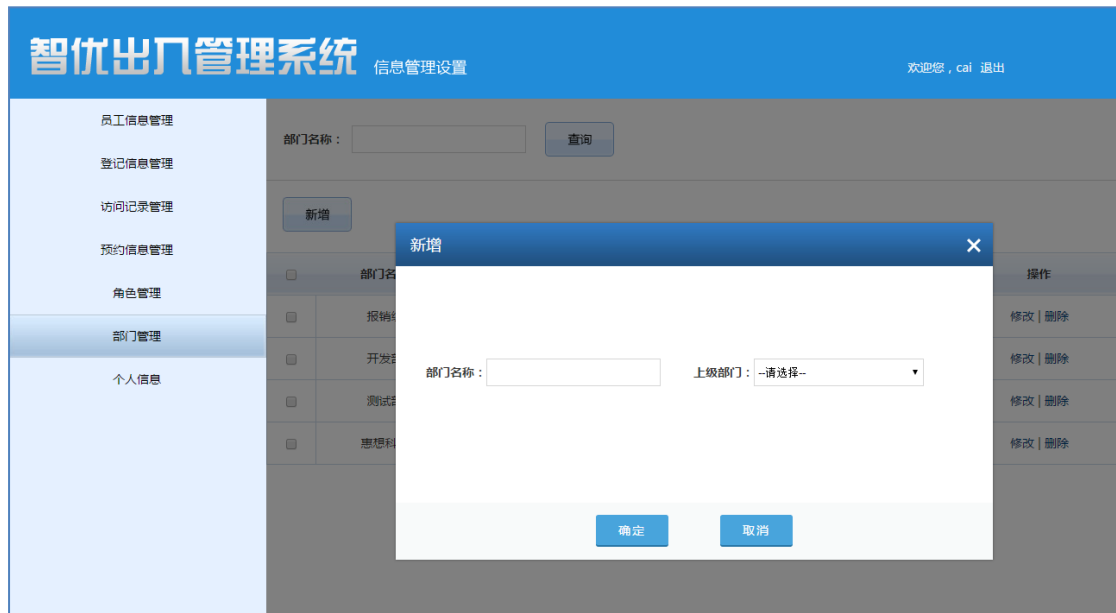 智优出入管理系统 信息管理设置 欢迎您，cai 退出
员工信息管理
登记信息管理
访问记录管理
预约信息管理
角色管理
部门管理
个人信息
部门名称： 查询
新增
部门名 操作
报销 修改 | 删除
开发 修改 | 删除
测试 修改 | 删除
惠想科 修改 | 删除
新增 ×
部门名称： 上级部门： --请选择--
确定 取消